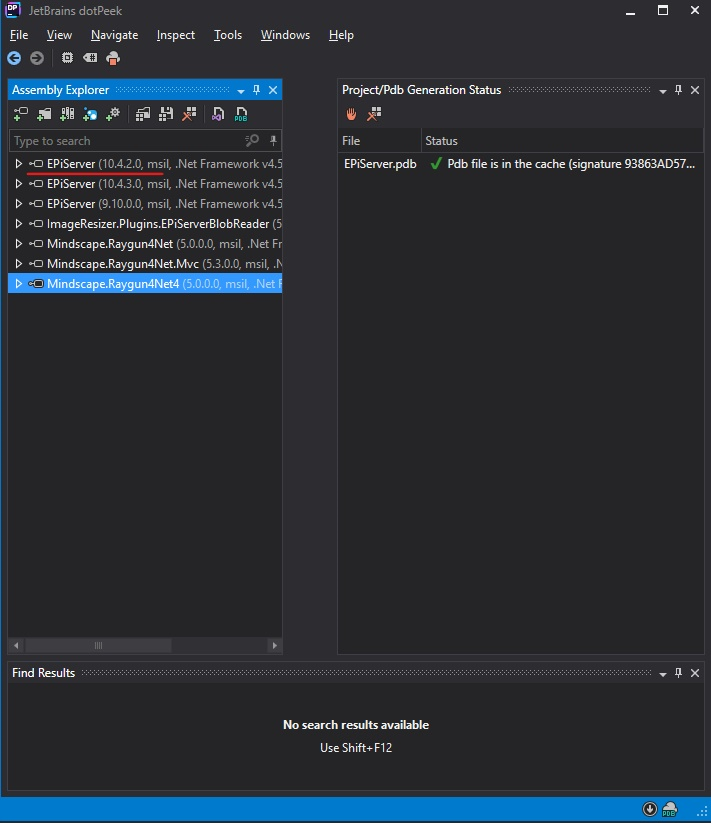 DP JetBrains dotPeek
File View Navigate Inspect Tools Windows Help
Assembly Explorer
PDB
Type to search
EPiServer (10.4.2.0, msil, .Net Framework v4.5
EPiServer (10.4.3.0, msil, .Net Framework v4.5
EPiServer (9.10.0.0, msil, .Net Framework v4.5
ImageResizer.Plugins.EPiServerBlobReader (5
Mindscape.Raygun4Net (5.0.0.0, msil, .Net Fr
Mindscape.Raygun4Net.Mvc (5.3.0.0, msil, .N
Mindscape.Raygun4Net4 (5.0.0.0, msil, .Net F
Project/Pdb Generation Status
File Status
EPiServer.pdb Pdb file is in the cache (signature 93863AD57...
Find Results
No search results available
Use Shift+F12
PDB